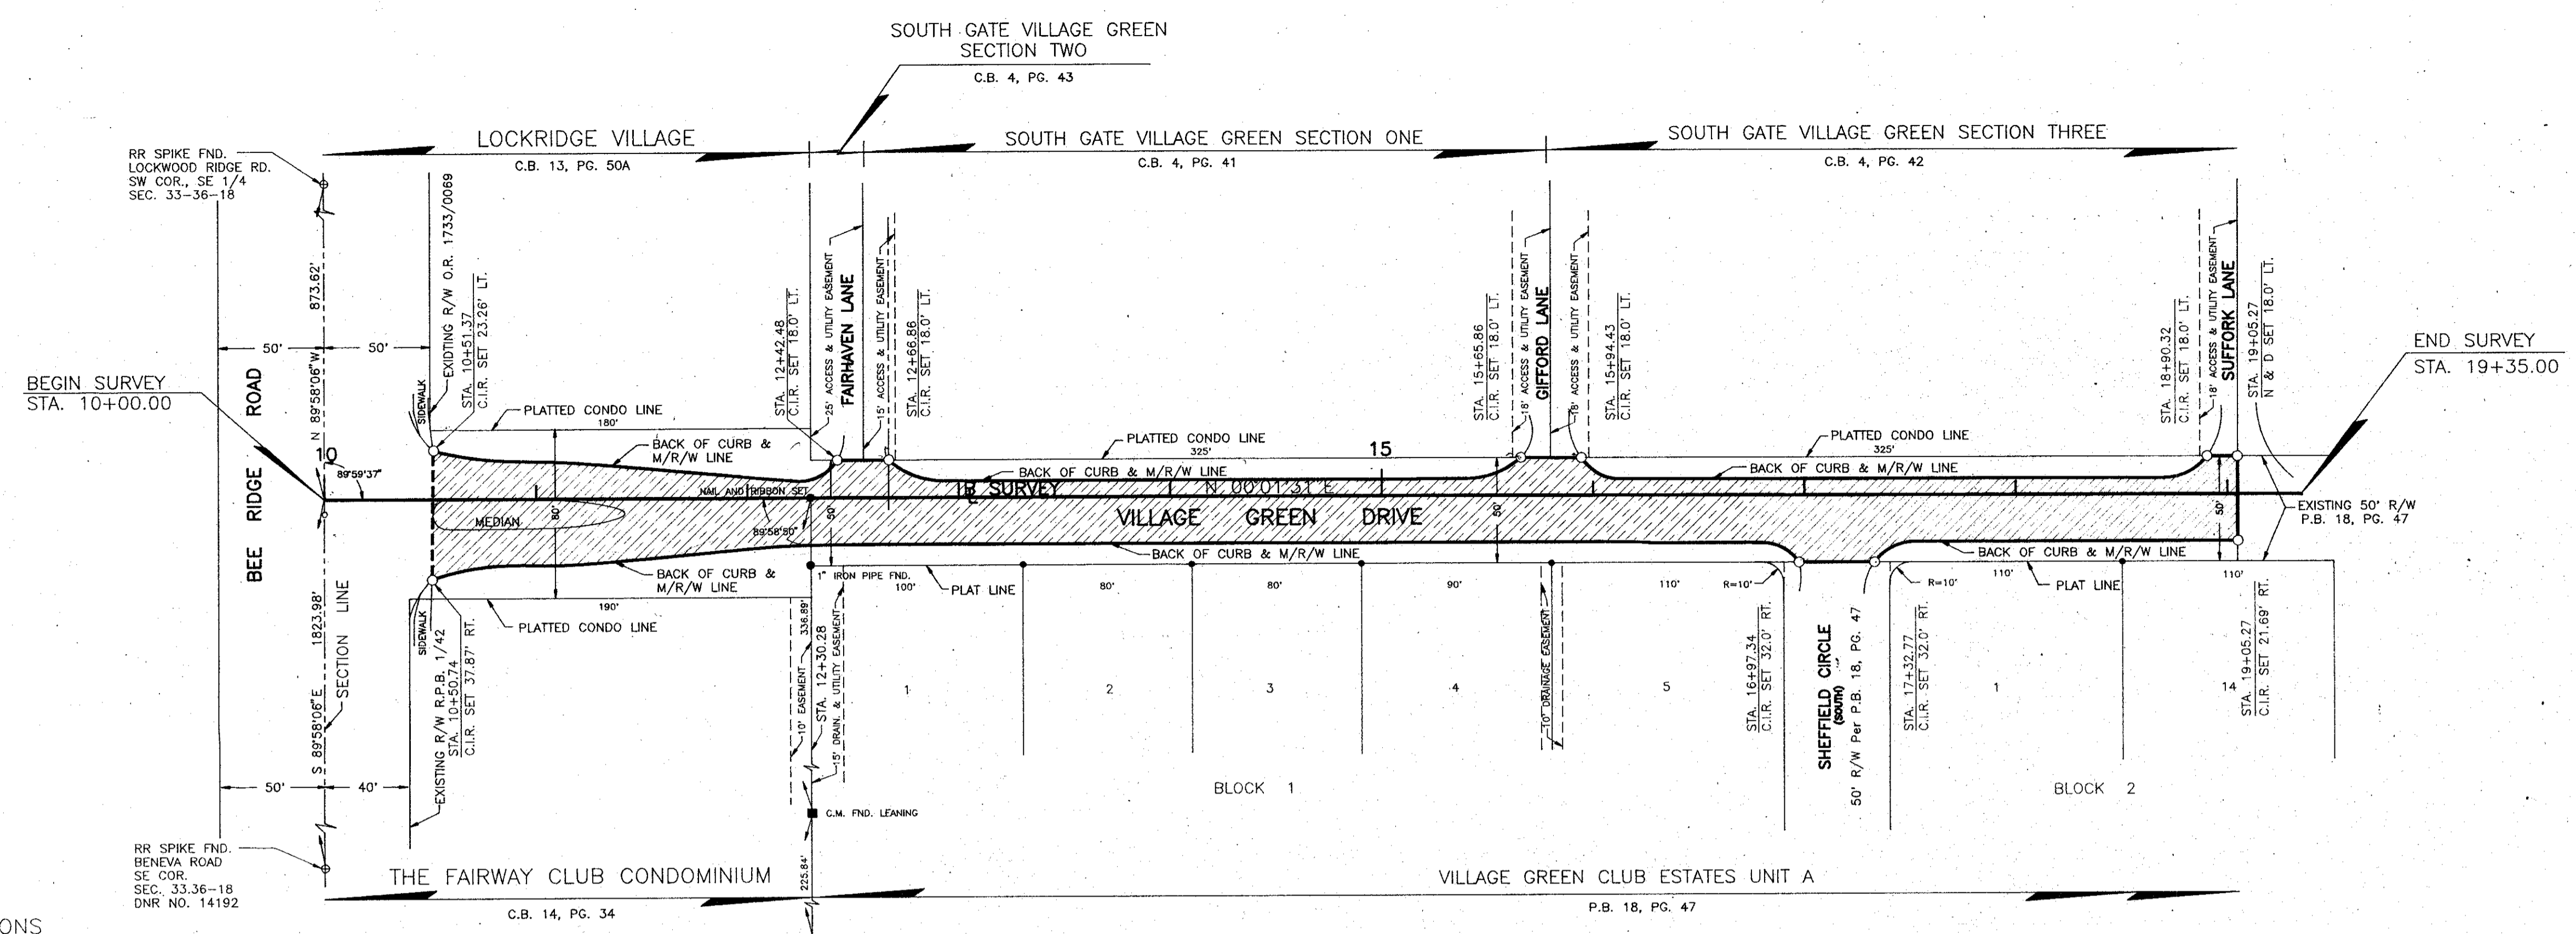 SOUTH GATE VILLAGE GREEN
SECTION TWO
C.B. 4, PG. 43
LOCKRIDGE VILLAGE
C.B. 13, PG. 50A
SOUTH GATE VILLAGE GREEN SECTION ONE
C.B. 4, PG. 41
SOUTH GATE VILLAGE GREEN SECTION THREE
C.B. 4, PG. 42
RR SPIKE FND.
LOCKWOOD RIDGE RD.
SW COR., SE 1/4
SEC. 33-36-18
BEGIN SURVEY
STA. 10+00.00
BEE RIDGE ROAD
50'
50'
N 89'58'06"W 873.62'
10
89'59'37"
SIDEWALK
EXIDTING R/W O.R. 1733/0069
STA. 10+51.37
C.I.R. SET 23.26' LT.
PLATTED CONDO LINE
180'
BACK OF CURB &
M/R/W LINE
STA. 12+42.48
C.I.R. SET 18.0' LT.
25' ACCESS & UTILITY EASEMENT
FAIRHAVEN LANE
15' ACCESS & UTILITY EASEMENT
STA. 12+66.86
C.I.R. SET 18.0' LT.
PLATTED CONDO LINE
325'
BACK OF CURB & M/R/W LINE
15
STA. 15+65.86
C.I.R. SET 18.0' LT.
18' ACCESS & UTILITY EASEMENT
GIFFORD LANE
18' ACCESS & UTILITY EASEMENT
STA. 15+94.43
C.I.R. SET 18.0' LT.
PLATTED CONDO LINE
325'
BACK OF CURB & M/R/W LINE
STA. 18+90.32
C.I.R. SET 18.0' LT.
18' ACCESS & UTILITY EASEMENT
SUFFORK LANE
STA. 19+05.27
N & D SET 18.0' LT.
END SURVEY
STA. 19+35.00
EXISTING 50' R/W
P.B. 18, PG. 47
NAIL AND RIBBON SET
SURVEY
N 00'01'31"E
MEDIAN
80'
89'58'50"
50'
VILLAGE GREEN DRIVE
50'
50'
BACK OF CURB & M/R/W LINE
BACK OF CURB & M/R/W LINE
BACK OF CURB &
M/R/W LINE
190'
PLATTED CONDO LINE
1" IRON PIPE FND.
100'
PLAT LINE
80'
80'
90'
110'
R=10'
R=10'
110'
PLAT LINE
110'
S 89'58'06"E 1823.98'
SECTION LINE
50'
40'
SIDEWALK
EXISTING R/W R.P.B. 1/42
STA. 10+50.74
C.I.R. SET 37.87' RT.
10' EASEMENT
336.89'
STA. 12+30.28
15' DRAIN. & UTILITY EASEMENT
1
2
3
4
10' DRAINAGE EASEMENT
5
STA. 16+97.34
C.I.R. SET 32.0' RT.
SHEFFIELD CIRCLE
(SOUTH)
50' R/W Per P.B. 18, PG. 47
STA. 17+32.77
C.I.R. SET 32.0' RT.
1
14
STA. 19+05.27
C.I.R. SET 21.69' RT.
BLOCK 1
BLOCK 2
C.M. FND. LEANING
225.84'
RR SPIKE FND.
BENEVA ROAD
SE COR.
SEC. 33.36-18
DNR NO. 14192
THE FAIRWAY CLUB CONDOMINIUM
C.B. 14, PG. 34
VILLAGE GREEN CLUB ESTATES UNIT A
P.B. 18, PG. 47
ONS